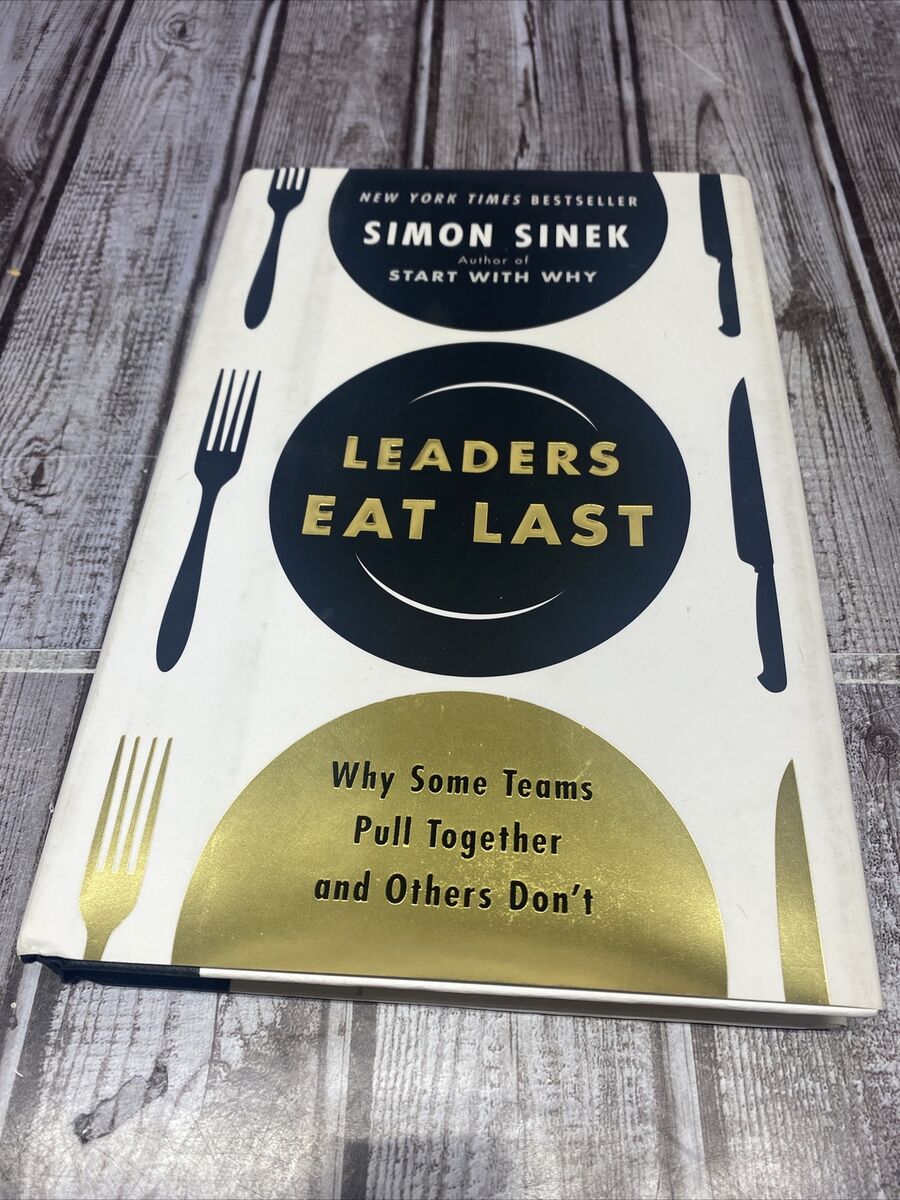 NEW YORK TIMES BESTSELLER
SIMON SINEK
Author of
START WITH WHY
LEADERS
EAT LAST
Why Some Teams
Pull Together
and Others Don't